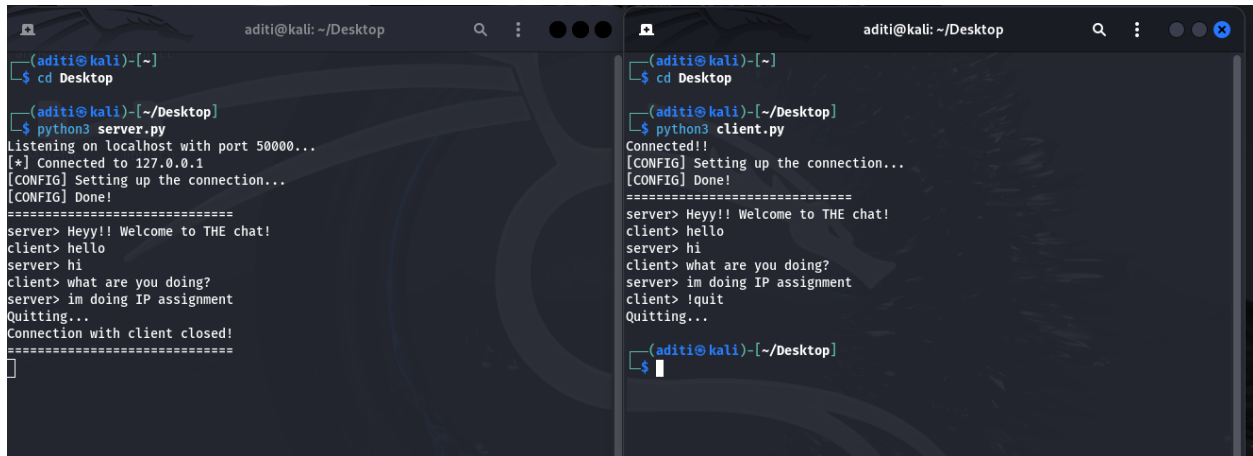 aditi@kali: ~/Desktop
(aditi㉿kali)-[~]
$ cd Desktop
(aditi㉿kali)-[~/Desktop]
$ python3 server.py
Listening on localhost with port 50000...
[*] Connected to 127.0.0.1
[CONFIG] Setting up the connection...
[CONFIG] Done!
==============================
server> Heyy!! Welcome to THE chat!
client> hello
server> hi
client> what are you doing?
server> im doing IP assignment
Quitting...
Connection with client closed!
==============================
aditi@kali: ~/Desktop
(aditi㉿kali)-[~]
$ cd Desktop
(aditi㉿kali)-[~/Desktop]
$ python3 client.py
Connected!!
[CONFIG] Setting up the connection...
[CONFIG] Done!
==============================
server> Heyy!! Welcome to THE chat!
client> hello
server> hi
client> what are you doing?
server> im doing IP assignment
client> !quit
Quitting...
(aditi㉿kali)-[~/Desktop]
$